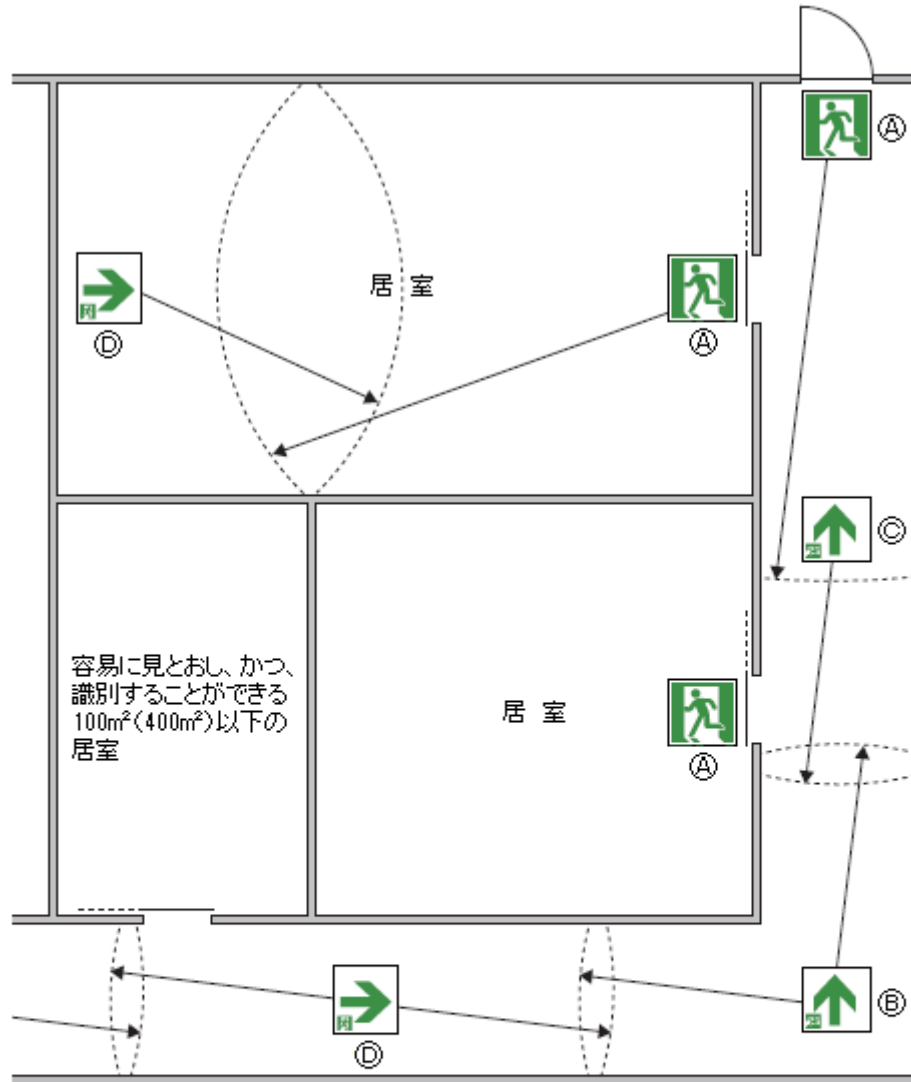 Ⓐ
居 室
Ⓓ
Ⓐ
Ⓒ
容易に見とおし、かつ、
識別することができる
100㎡(400㎡)以下の
居室
居 室
Ⓐ
Ⓑ
Ⓓ